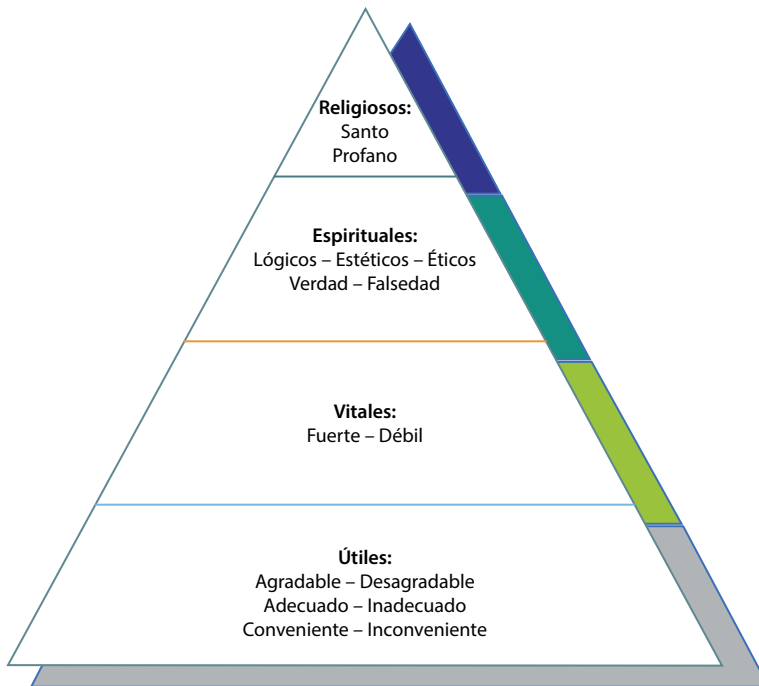 Religiosos:
Santo
Profano
Espirituales:
Lógicos – Estéticos – Éticos
Verdad – Falsedad
Vitales:
Fuerte – Débil
Útiles:
Agradable – Desagradable
Adecuado – Inadecuado
Conveniente – Inconveniente